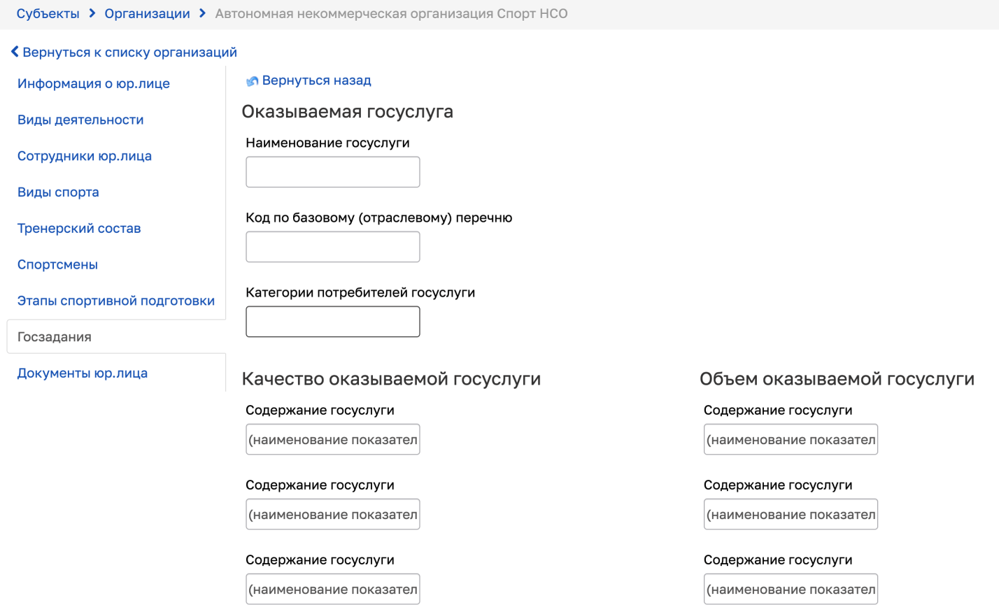 Субъекты > Организации > Автономная некоммерческая организация Спорт НСО
Вернуться к списку организаций
Информация о юр.лице
Виды деятельности
Сотрудники юр.лица
Виды спорта
Тренерский состав
Спортсмены
Этапы спортивной подготовки
Госзадания
Документы юр.лица
Вернуться назад
Оказываемая госуслуга
Наименование госуслуги
Код по базовому (отраслевому) перечню
Категории потребителей госуслуги
Качество оказываемой госуслуги
Содержание госуслуги
(наименование показател
Содержание госуслуги
(наименование показател
Содержание госуслуги
(наименование показател
Объем оказываемой госуслуги
Содержание госуслуги
(наименование показател
Содержание госуслуги
(наименование показател
Содержание госуслуги
(наименование показател